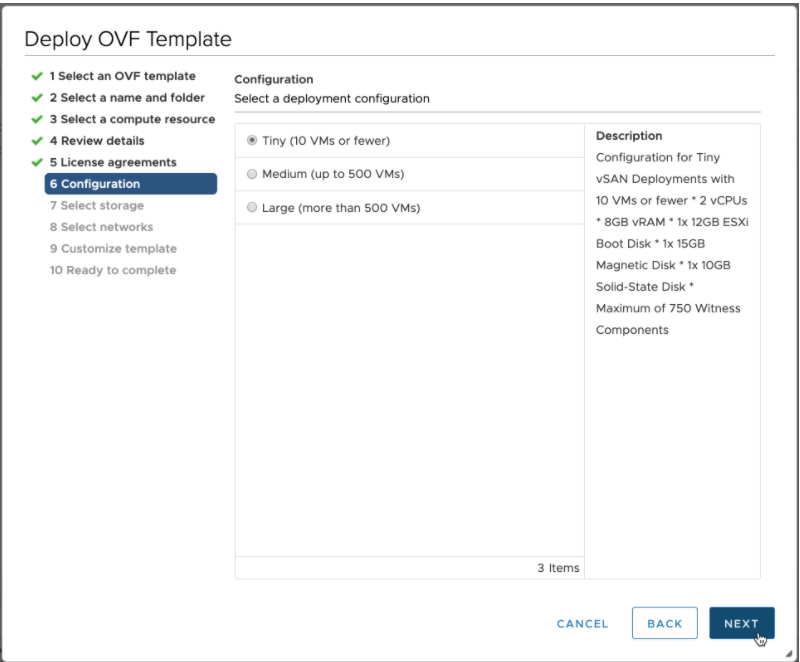 Deploy OVF Template
1 Select an OVF template
2 Select a name and folder
3 Select a compute resource
4 Review details
5 License agreements
6 Configuration
7 Select storage
8 Select networks
9 Customize template
10 Ready to complete
Configuration
Select a deployment configuration
Tiny (10 VMs or fewer)
Medium (up to 500 VMs)
Large (more than 500 VMs)
3 Items
Description
Configuration for Tiny
vSAN Deployments with
10 VMs or fewer * 2 vCPUs
* 8GB vRAM * 1x 12GB ESXi
Boot Disk * 1x 15GB
Magnetic Disk * 1x 10GB
Solid-State Disk *
Maximum of 750 Witness
Components
CANCEL
BACK
NEXT